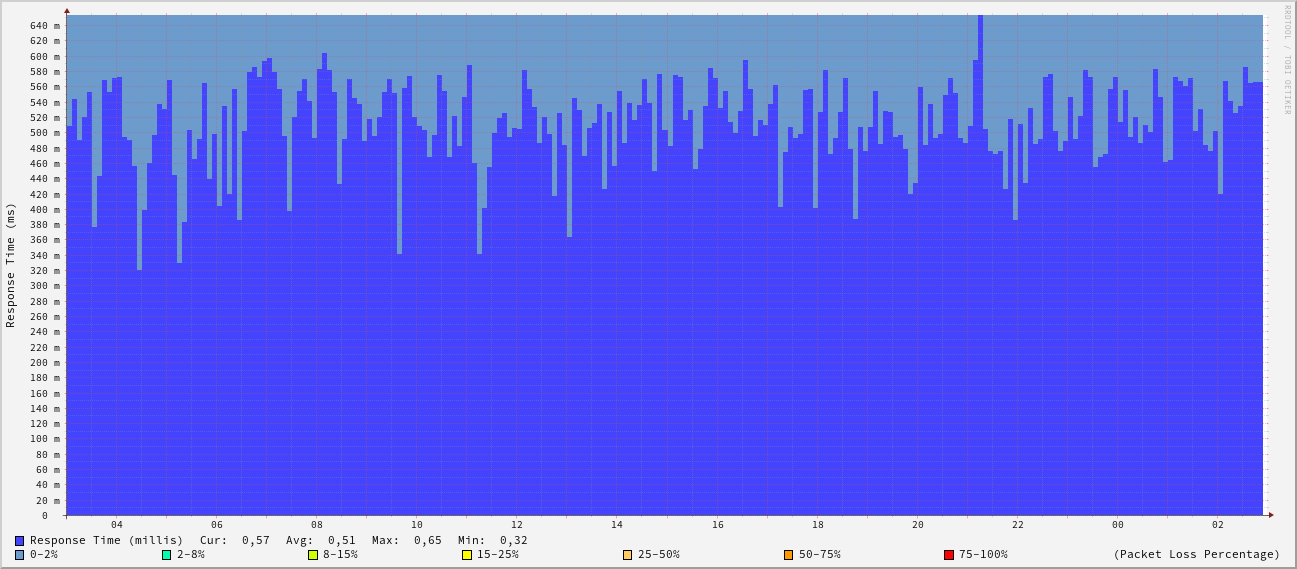 RRDTOOL / TOBI OETIKER
Response Time (ms)
640 m
620 m
600 m
580 m
560 m
540 m
520 m
500 m
480 m
460 m
440 m
420 m
400 m
380 m
360 m
340 m
320 m
300 m
280 m
260 m
240 m
220 m
200 m
180 m
160 m
140 m
120 m
100 m
80 m
60 m
40 m
20 m
0
04 06 08 10 12 14 16 18 20 22 00 02
Response Time (millis) Cur: 0,57 Avg: 0,51 Max: 0,65 Min: 0,32
0-2% 2-8% 8-15% 15-25% 25-50% 50-75% 75-100% (Packet Loss Percentage)